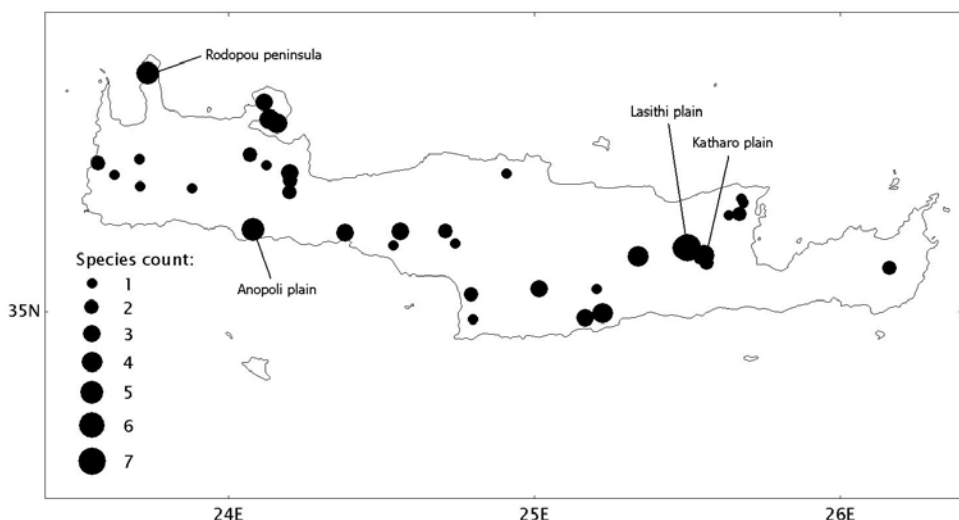 Rodopou peninsula
Lasithi plain
Katharo plain
Species count:
1
2
3
4
5
6
7
Anopoli plain
35N
24E
25E
26E